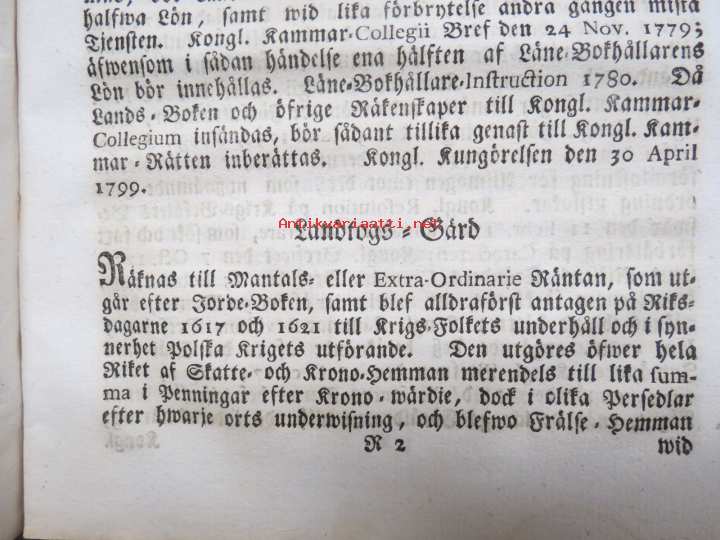 halfwa Lön, samt wid lika förbrytelse andra gången mista
Tjensten. Kongl. Kammar-Collegii Bref den 24 Nov. 1779;
äfwensom i sådan händelse ena hälften af Läne-Bokhållarens
Lön bör innehållas. Läne-Bokhållare-Instruction 1780. Då
Lands-Boken och öfrige Räkenskaper till Kongl. Kammar-
Collegium insändas, bör sådant tillika genast till Kongl. Kam-
mar-Rätten inberättas. Kongl. Kungörelsen den 30 April
1799.
Antikvariaatti.net
Landtogs-Gärd
Räknas till Mantals- eller Extra-Ordinarie Räntan, som ut-
går efter Jorde-Boken, samt blef alldraförst antagen på Riks-
dagarne 1617 och 1621 till Krigs-Folkets underhåll och i syn-
nerhet Polska Krigets utförande. Den utgöres öfwer hela
Riket af Skatte- och Krono-Hemman merendels till lika sum-
ma i Penningar efter Krono-wärdie, dock i olika Persedlar
efter hwarje orts underwisning, och blefwo Frälse-Hemman
R 2
wid